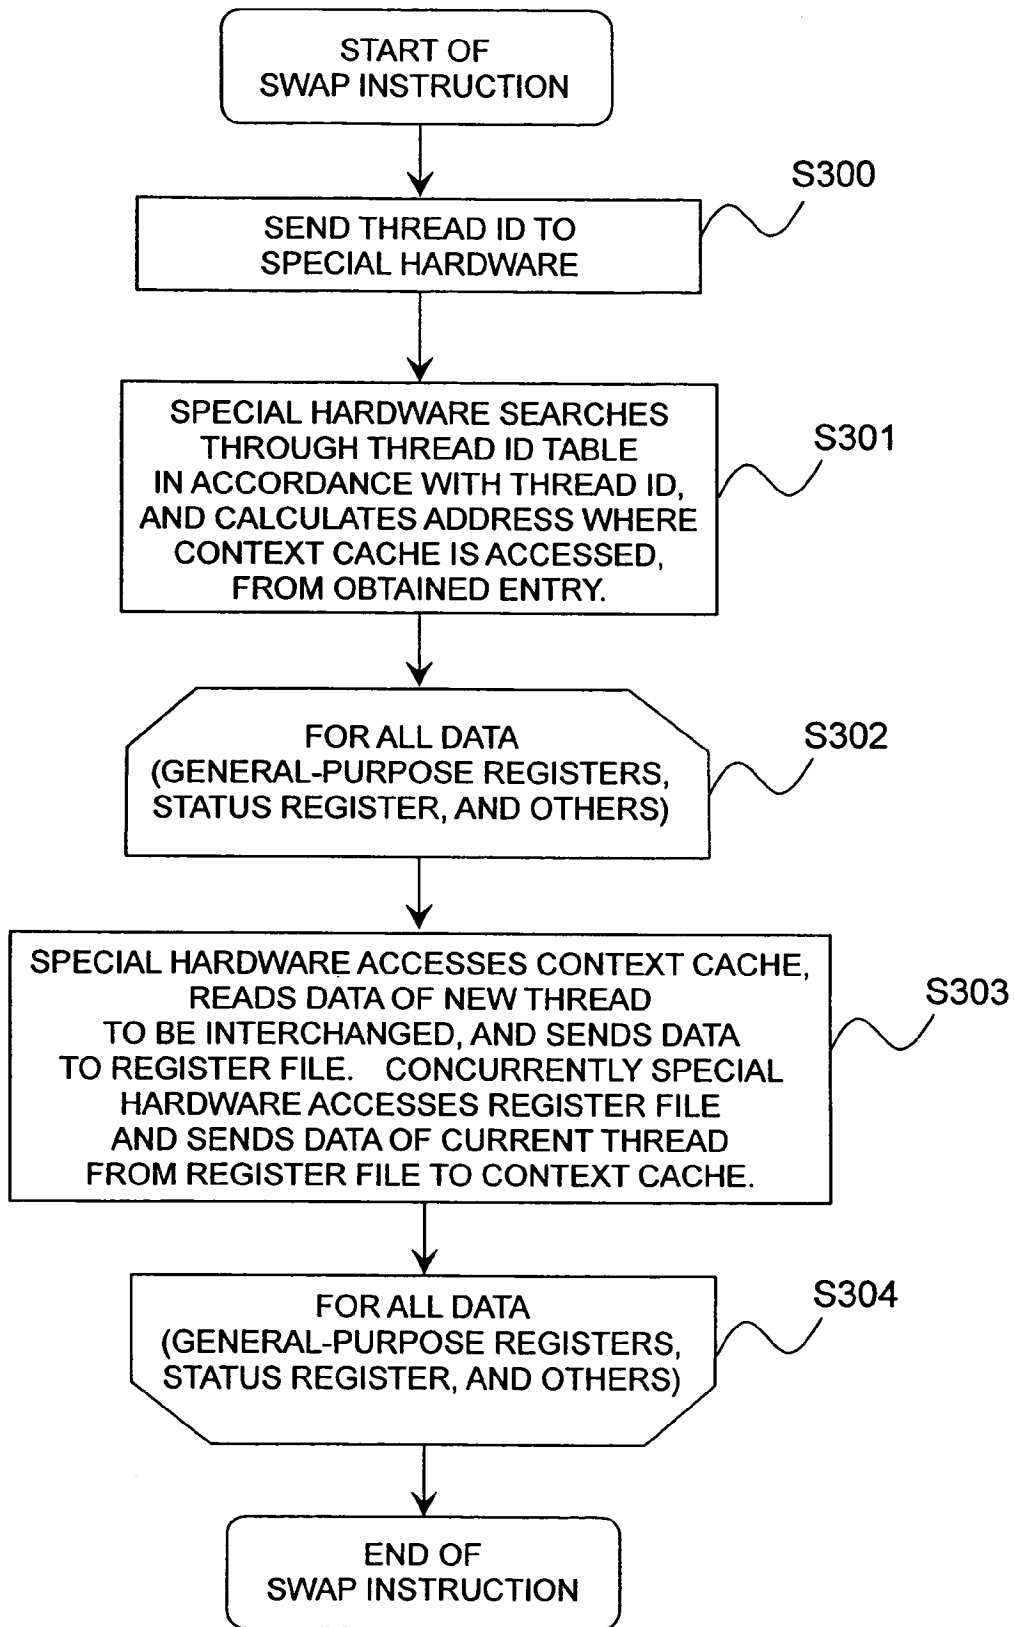 START OF
SWAP INSTRUCTION
S300
SEND THREAD ID TO
SPECIAL HARDWARE
S301
SPECIAL HARDWARE SEARCHES
THROUGH THREAD ID TABLE
IN ACCORDANCE WITH THREAD ID,
AND CALCULATES ADDRESS WHERE
CONTEXT CACHE IS ACCESSED,
FROM OBTAINED ENTRY.
S302
FOR ALL DATA
(GENERAL-PURPOSE REGISTERS,
STATUS REGISTER, AND OTHERS)
S303
SPECIAL HARDWARE ACCESSES CONTEXT CACHE,
READS DATA OF NEW THREAD
TO BE INTERCHANGED, AND SENDS DATA
TO REGISTER FILE. CONCURRENTLY SPECIAL
HARDWARE ACCESSES REGISTER FILE
AND SENDS DATA OF CURRENT THREAD
FROM REGISTER FILE TO CONTEXT CACHE.
S304
FOR ALL DATA
(GENERAL-PURPOSE REGISTERS,
STATUS REGISTER, AND OTHERS)
END OF
SWAP INSTRUCTION